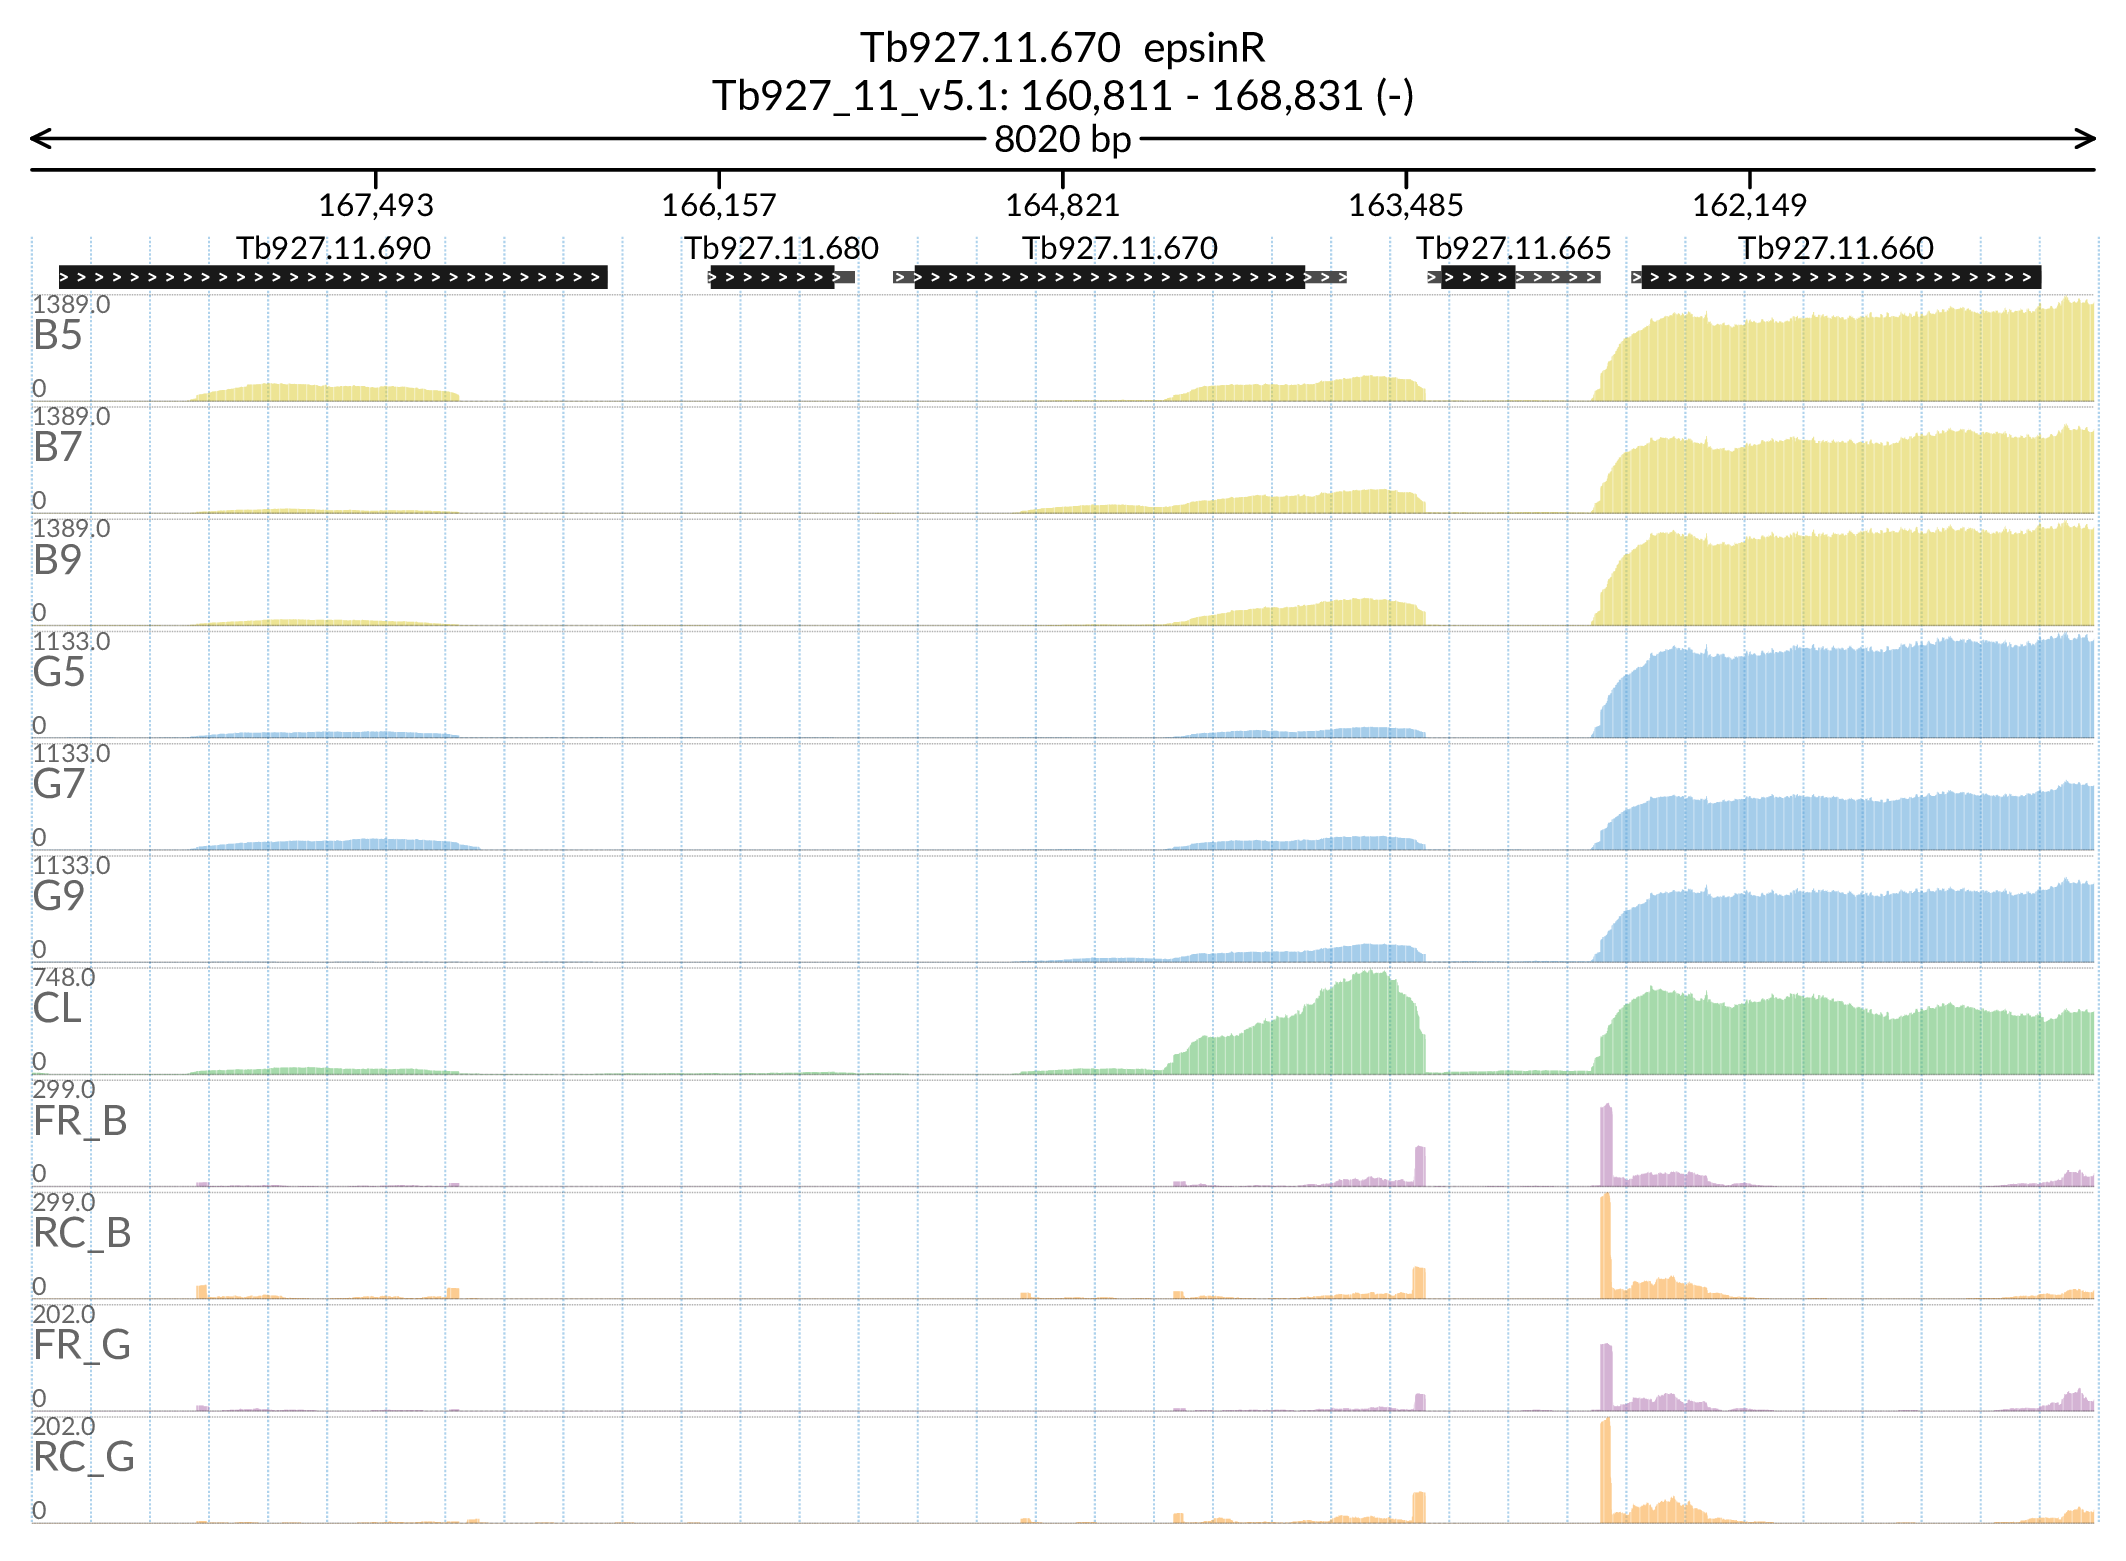 Tb927.11.670 epsinR
Tb927_11_v5.1: 160,811 - 168,831 (-)
8020 bp
167,493 166,157 164,821 163,485 162,149
Tb927.11.690 Tb927.11.680 Tb927.11.670 Tb927.11.665 Tb927.11.660
1389.0
B5
0
1389.0
B7
0
1389.0
B9
0
1133.0
G5
0
1133.0
G7
0
1133.0
G9
0
748.0
CL
0
299.0
FR_B
0
299.0
RC_B
0
202.0
FR_G
0
202.0
RC_G
0